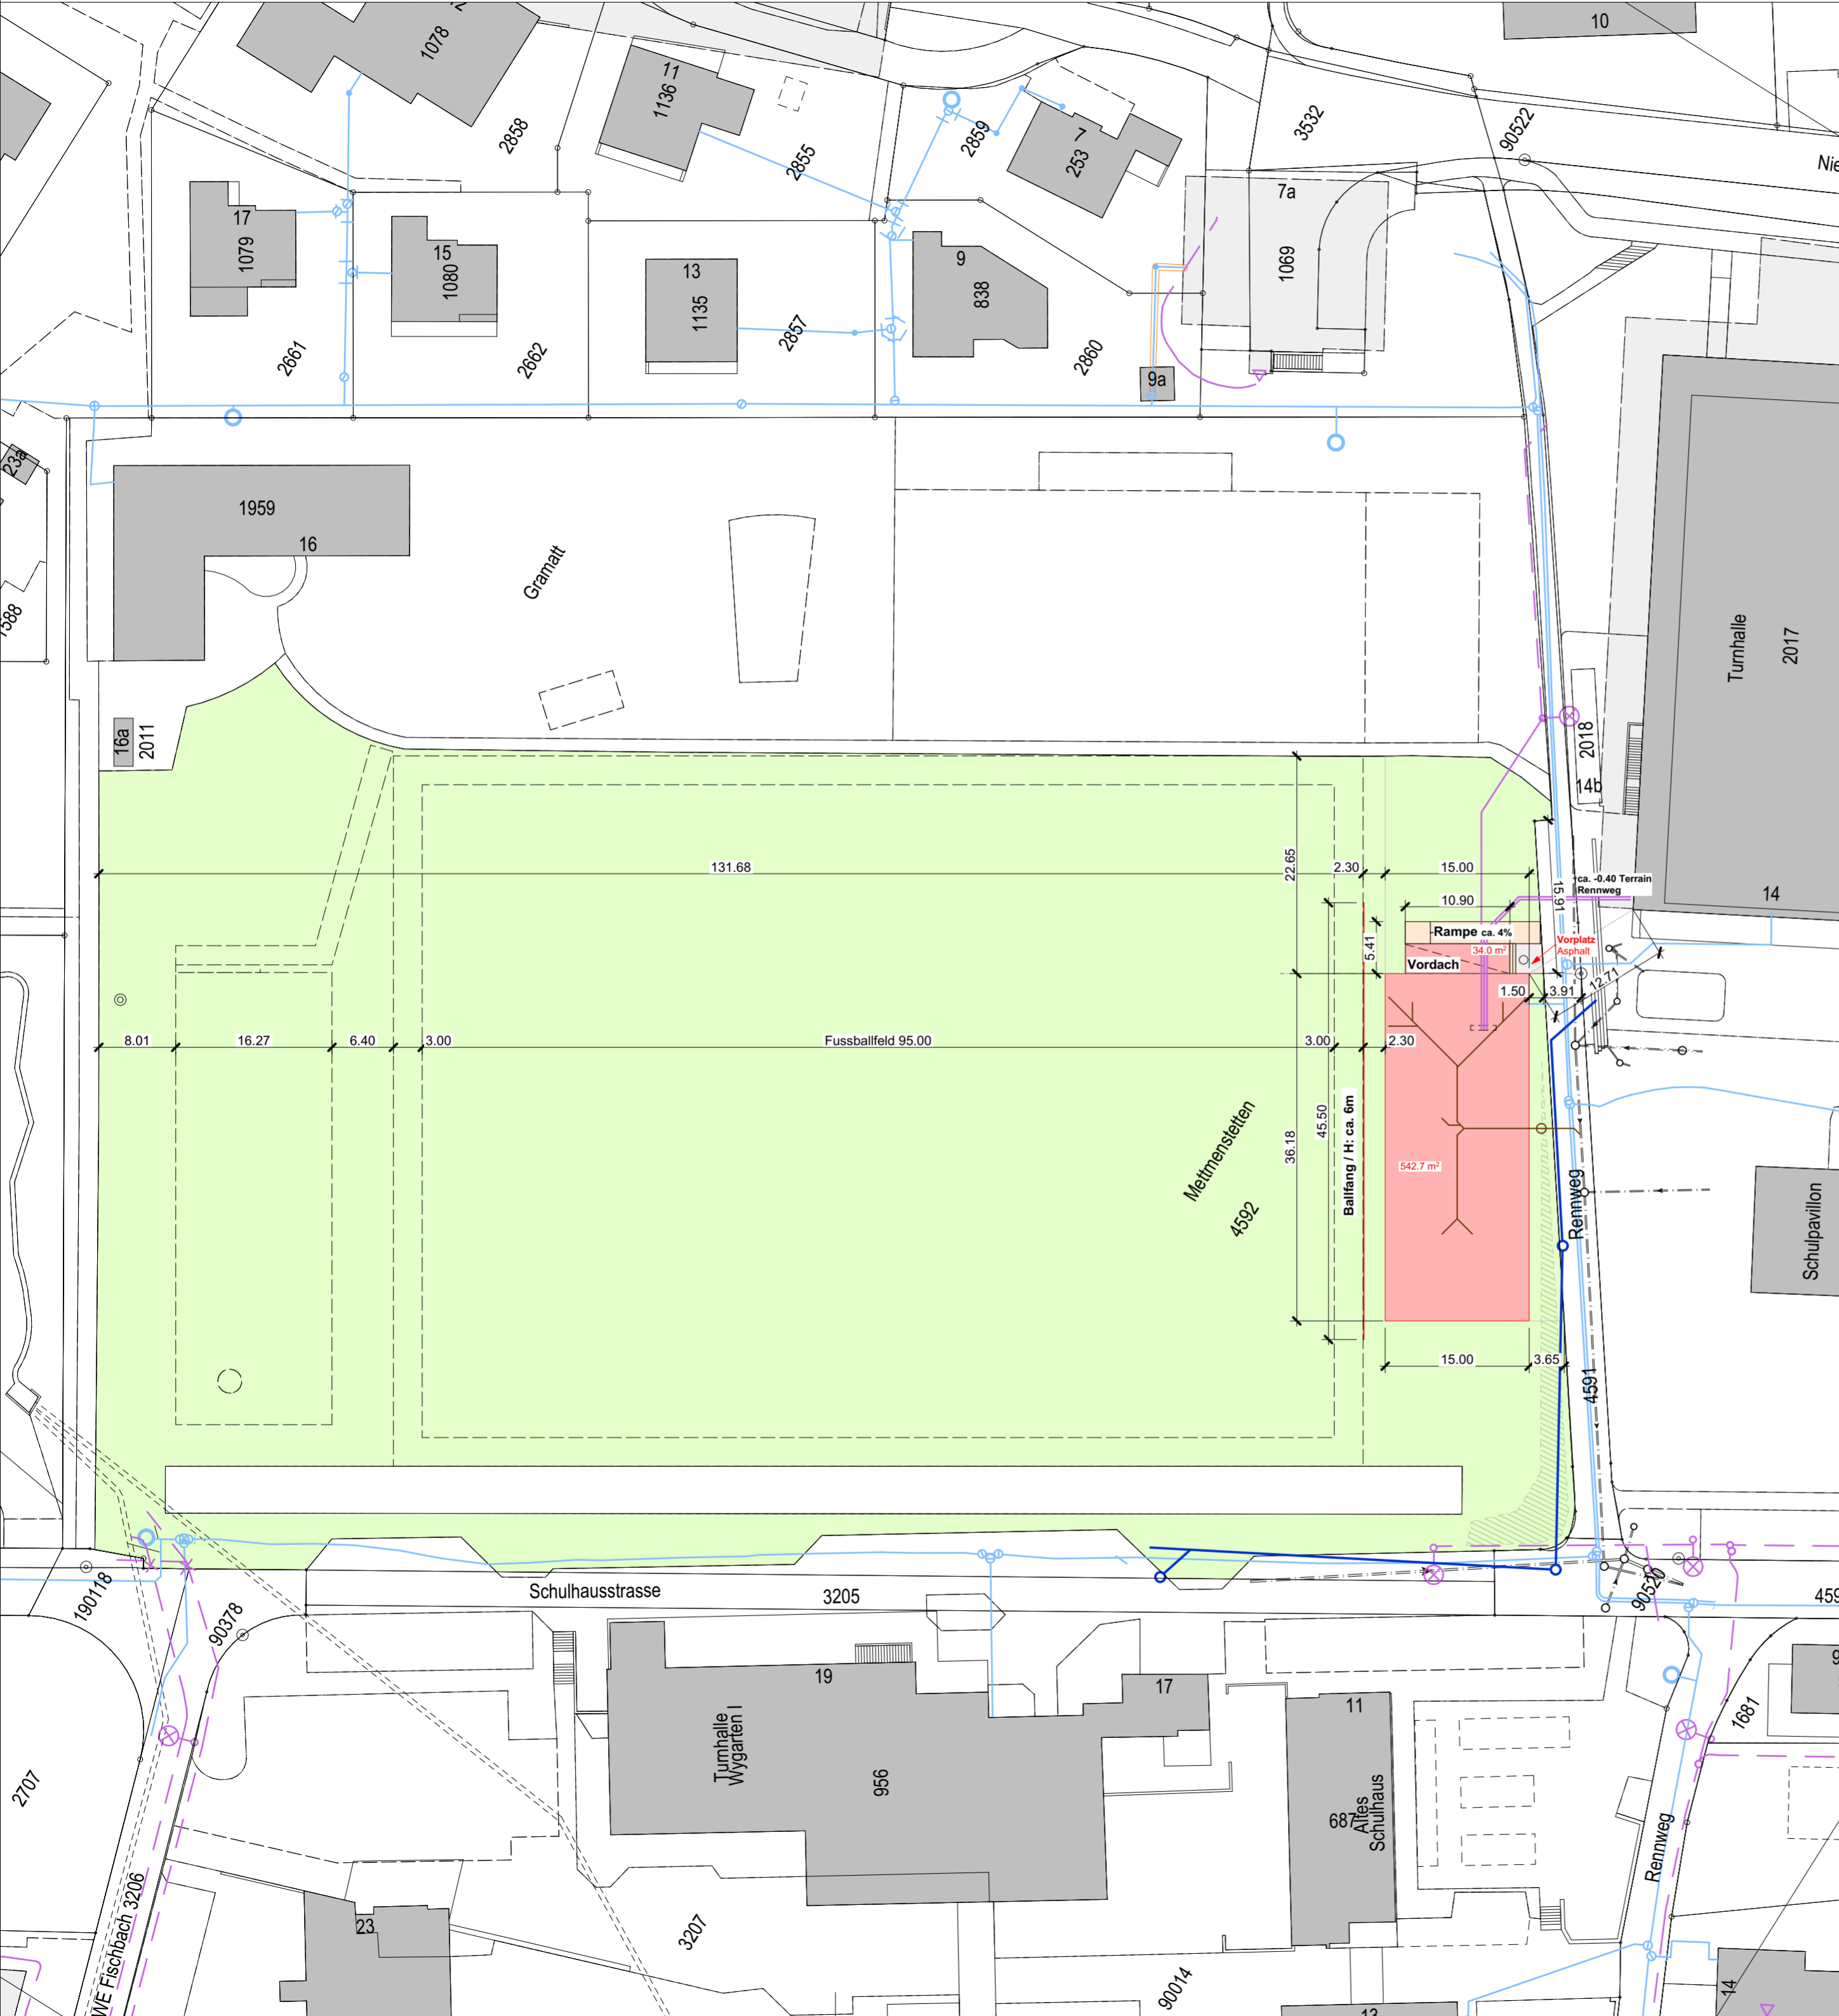 1078
11
1136
2858
2855
2859
7
253
3532
90522
10
7a
1069
17
1079
15
1080
13
1135
9
838
9a
2661
2662
2857
2860
23a
1959
16
Gramatt
Turnhalle
2017
16a
2011
2018
14b
14
131.68
22.65
2.30
15.00
10.90
15.91
ca. -0.40 Terrain
Rennweg
Rampe ca. 4%
34.0 m²
Vorplatz
Asphalt
Vordach
5.41
12.71
1.50
3.91
8.01
16.27
6.40
3.00
Fussballfeld 95.00
3.00
2.30
Ballfang / H: ca. 6m
45.50
36.18
542.7 m²
Mettmenstetten
4592
Rennweg
Schulpavillon
15.00
3.65
4591
Schulhausstrasse
3205
190118
90378
90520
19
17
11
Turnhalle
Wygarten I
956
687
Altes
Schulhaus
1681
Rennweg
2707
WE Fischbach 3206
23
3207
90014
14